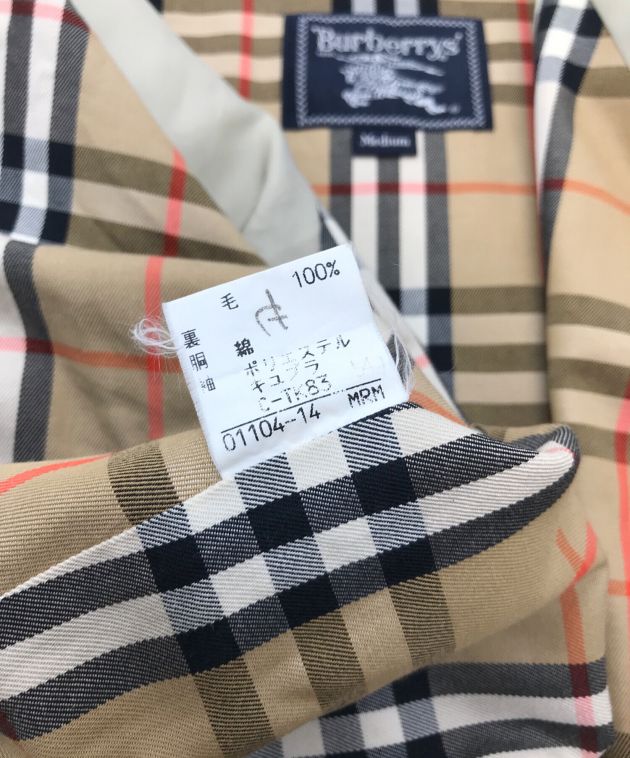 Burberrys'
Medium
毛 100%
中
裏
胴 綿
袖 ポリエステル
キュプラ
C-TK83
01104-14 MRM